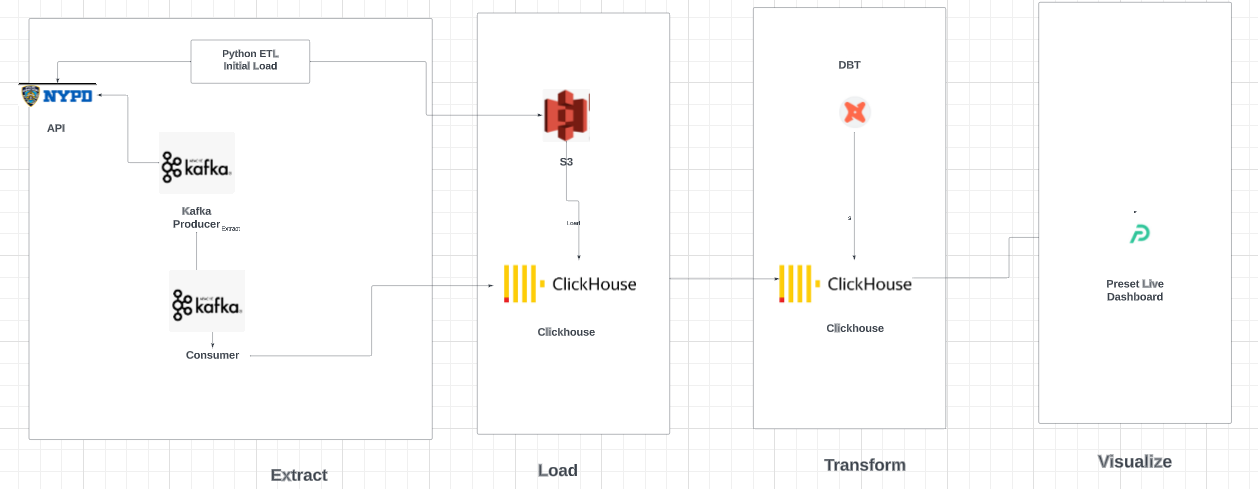 Python ETL
Initial Load
NYPD
API
kafka
Kafka
Producer
Extract
kafka
Consumer
Extract
S3
Load
ClickHouse
Clickhouse
Load
DBT
s
ClickHouse
Clickhouse
Transform
Preset Live
Dashboard
Visualize